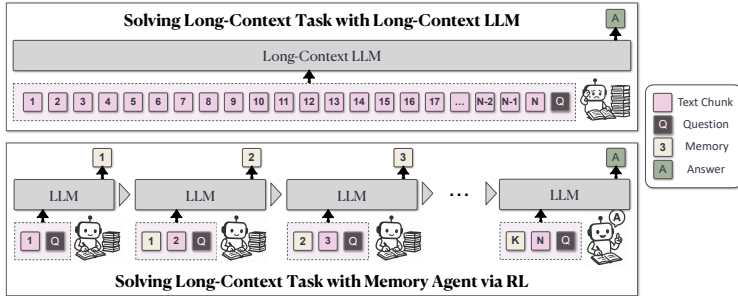 Solving Long-Context Task with Long-Context LLM
A
Long-Context LLM
1 2 3 4 5 6 7 8 9 10 11 12 13 14 15 16 17 ... N-2 N-1 N Q
Text Chunk
Q Question
3 Memory
A Answer
1 2 3 A
LLM LLM LLM ... LLM
1 Q 1 2 Q 2 3 Q K N Q A
Solving Long-Context Task with Memory Agent via RL